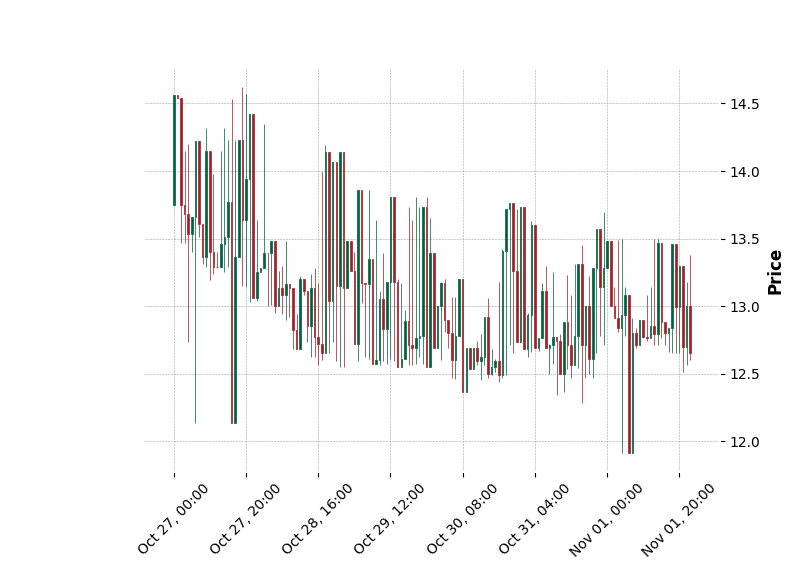 14.5
14.0
13.5
13.0
12.5
12.0
Price
Oct 27, 00:00
Oct 27, 20:00
Oct 28, 16:00
Oct 29, 12:00
Oct 30, 08:00
Oct 31, 04:00
Nov 01, 00:00
Nov 01, 20:00